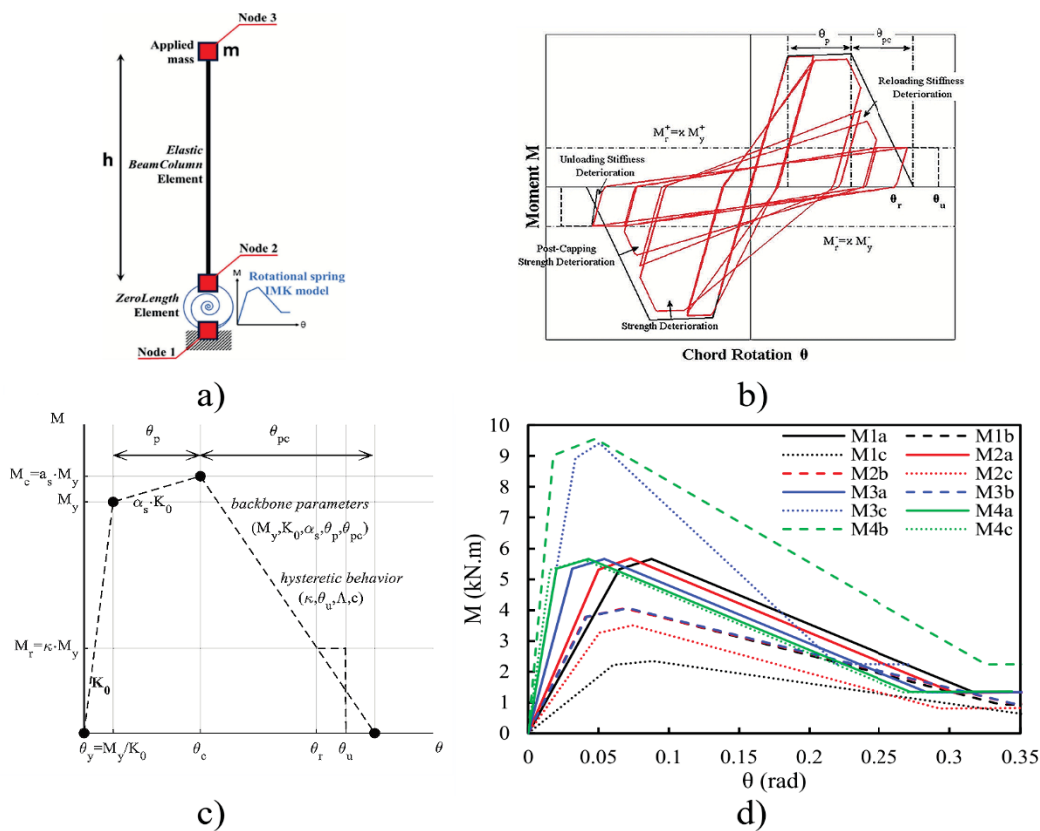 Node 3
Applied
mass
m
h
Elastic
BeamColumn
Element
Node 2
M
Rotational spring
IMK model
ZeroLength
Element
θ
Node 1
a)
θp
θpc
Reloading Stiffness
Deterioration
Mr+=x My+
Unloading Stiffness
Deterioration
θr
θu
Moment M
Post-Capping
Strength Deterioration
Mr-=x My-
Strength Deterioration
Chord Rotation θ
b)
M
θp
θpc
Mc=as·My
My
αs·K0
backbone parameters
(My,K0,αs,θp,θpc)
hysteretic behavior
(κ,θu,Λ,c)
Mr=κ·My
K0
θy=My/K0
θc
θr
θu
θ
c)
10
9
8
7
6
5
4
3
2
1
0
M (kN.m)
M1a
M1b
M1c
M2a
M2b
M2c
M3a
M3b
M3c
M4a
M4b
M4c
0
0.05
0.1
0.15
0.2
0.25
0.3
0.35
θ (rad)
d)